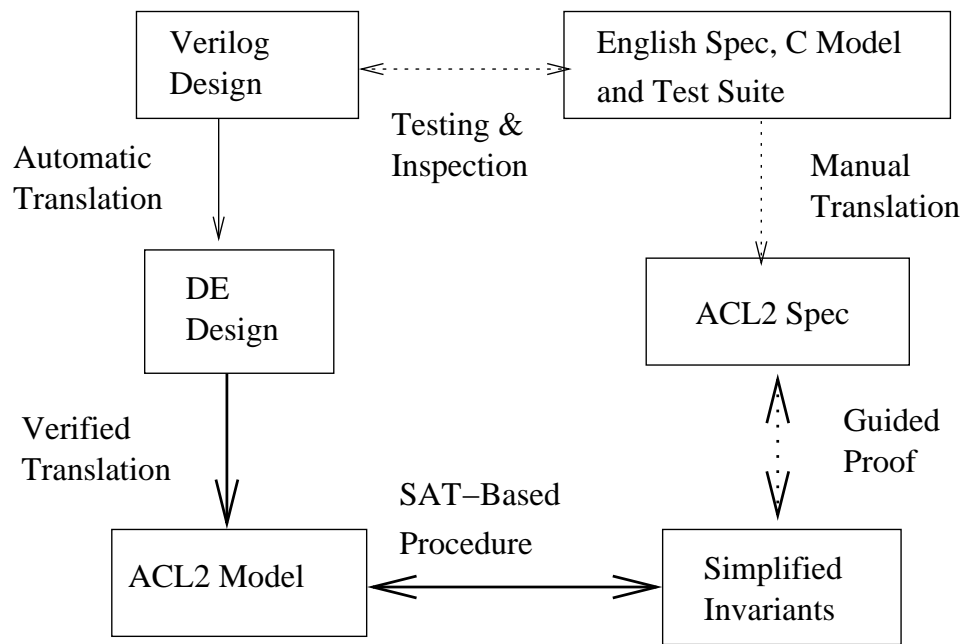 Verilog
Design
English Spec, C Model
and Test Suite
Testing &
Inspection
Automatic
Translation
Manual
Translation
DE
Design
ACL2 Spec
Verified
Translation
Guided
Proof
SAT–Based
Procedure
ACL2 Model
Simplified
Invariants